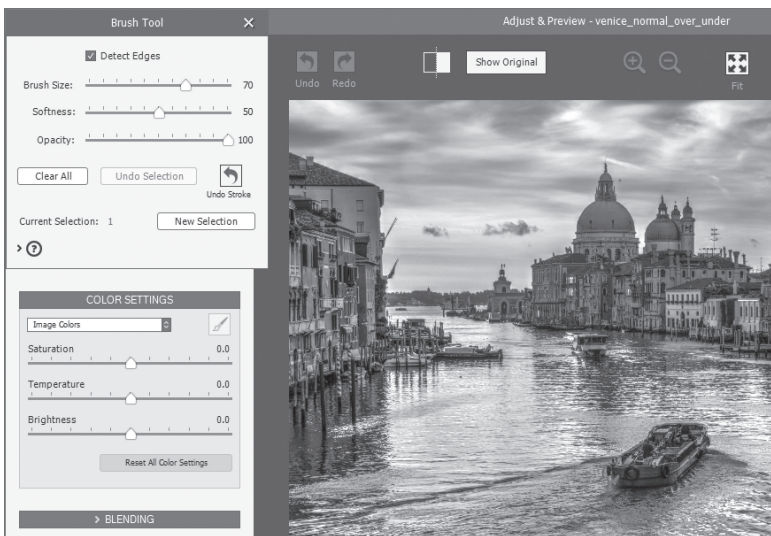 Brush Tool
Adjust & Preview - venice_normal_over_under
Detect Edges
Brush Size: 70
Softness: 50
Opacity: 100
Clear All Undo Selection
Undo Stroke
Current Selection: 1 New Selection
Undo Redo
Show Original
Fit
COLOR SETTINGS
Image Colors
Saturation 0.0
Temperature 0.0
Brightness 0.0
Reset All Color Settings
> BLENDING